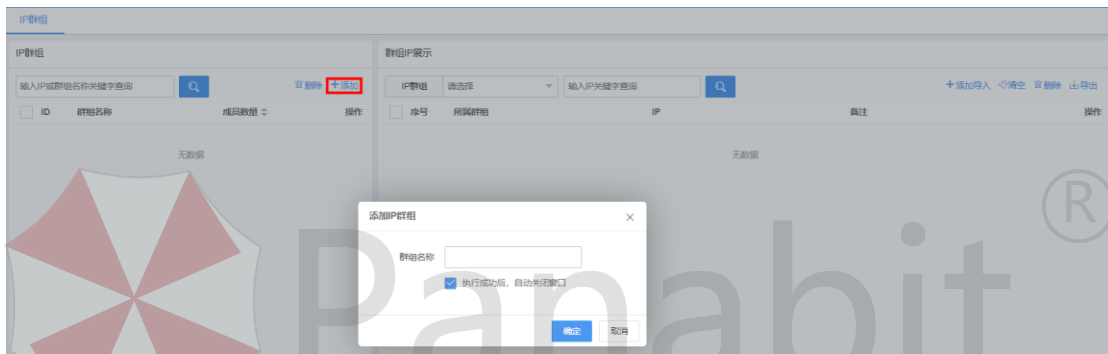 IP群组
IP群组
群组IP展示
输入IP或群组名称关键字查询
删除 添加
IP群组 请选择 输入IP关键字查询
添加导入 清空 删除 导出
ID 群组名称 成员数量 操作
序号 所属群组 IP 备注 操作
无数据
无数据
添加IP群组
群组名称
执行成功后，自动关闭窗口
确定 取消
Panabit®